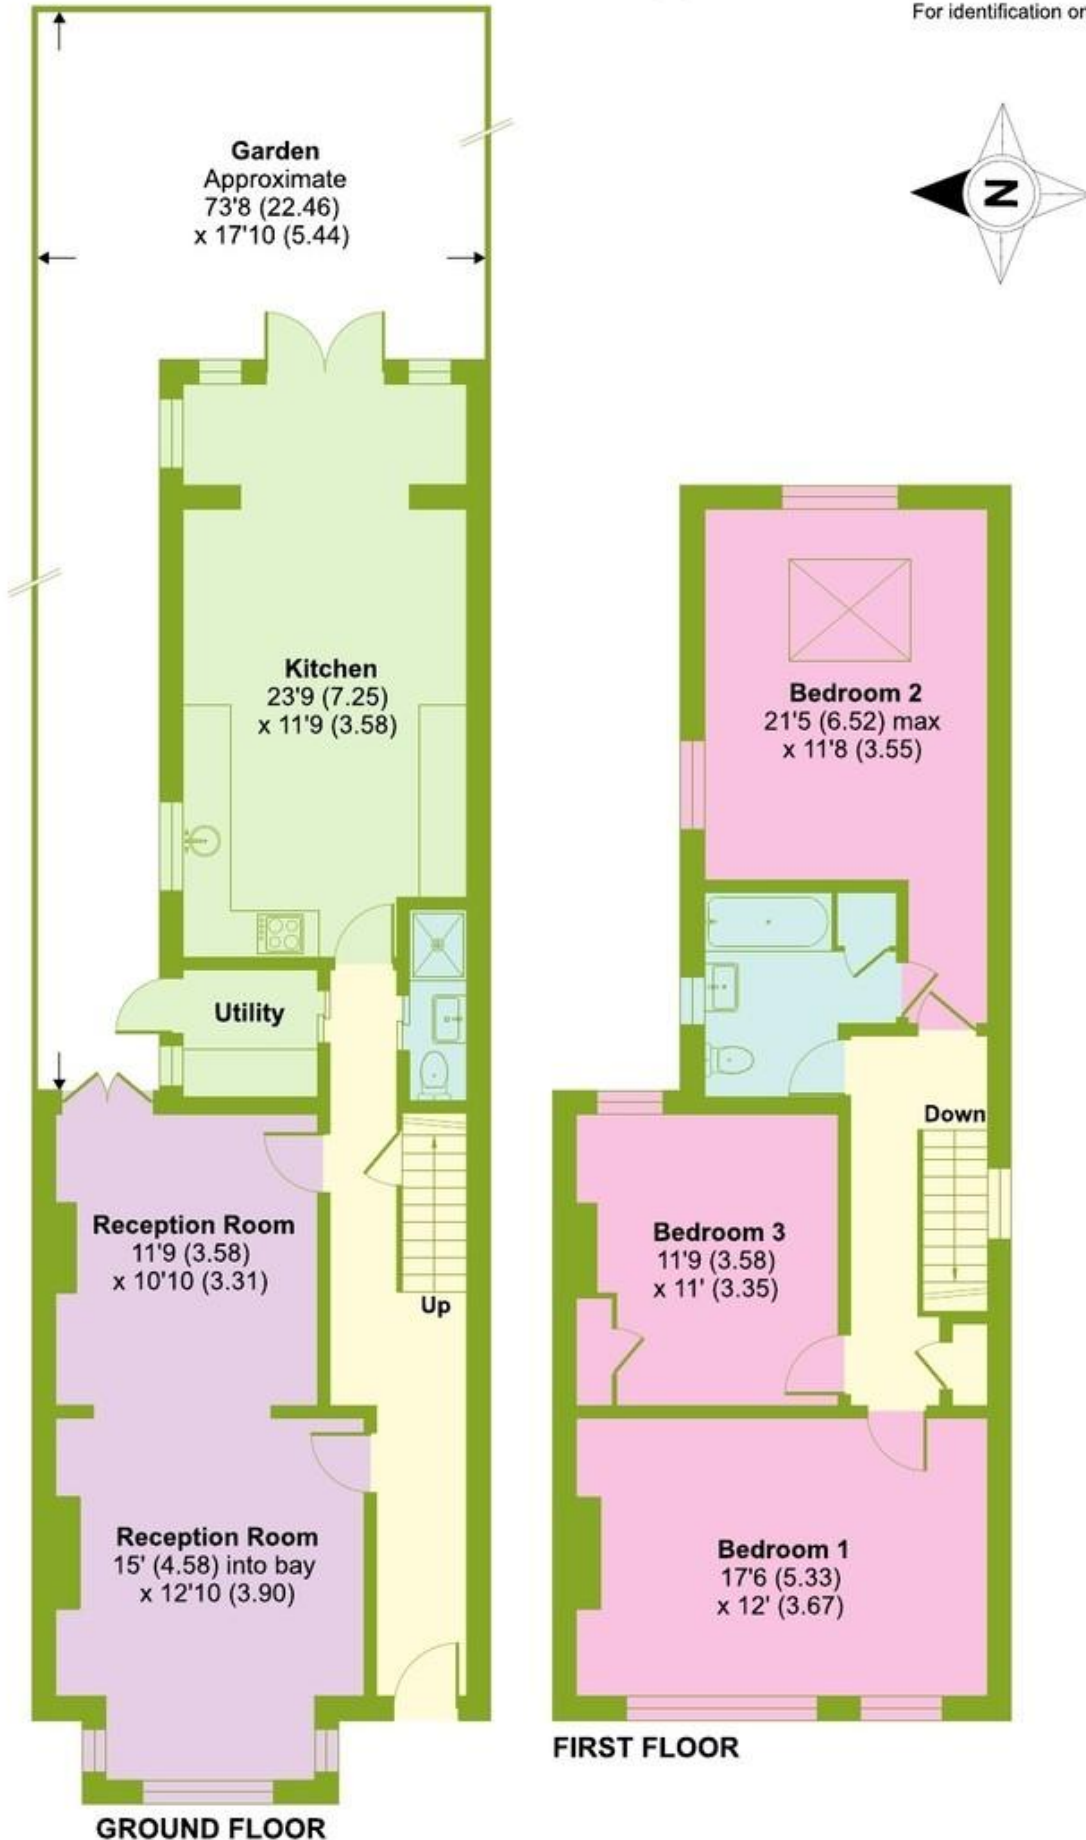 For identification or
Garden
Approximate
73'8 (22.46)
x 17'10 (5.44)
N
Kitchen
23'9 (7.25)
x 11'9 (3.58)
Utility
Reception Room
11'9 (3.58)
x 10'10 (3.31)
Up
Reception Room
15' (4.58) into bay
x 12'10 (3.90)
GROUND FLOOR
Bedroom 2
21'5 (6.52) max
x 11'8 (3.55)
Down
Bedroom 3
11'9 (3.58)
x 11' (3.35)
Bedroom 1
17'6 (5.33)
x 12' (3.67)
FIRST FLOOR